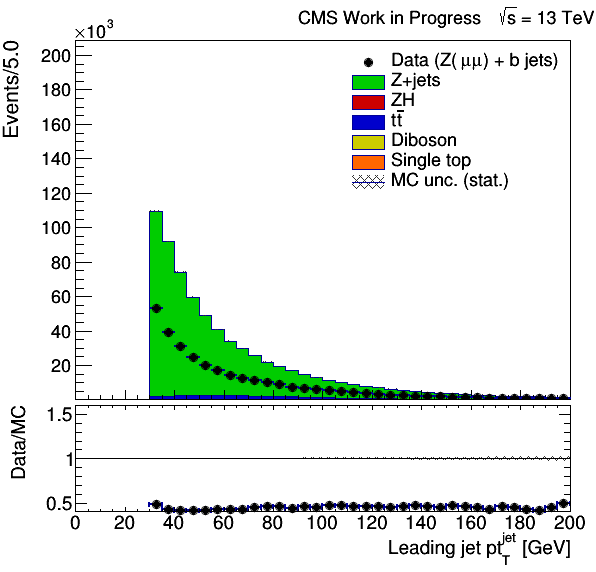 CMS Work in Progress √s = 13 TeV
×10³
Events/5.0
200
180
160
140
120
100
80
60
40
20
Data (Z(μμ) + b jets)
Z+jets
ZH
tt̄
Diboson
Single top
MC unc. (stat.)
Data/MC
1.5
1
0.5
0 20 40 60 80 100 120 140 160 180 200
Leading jet pt_T^jet [GeV]